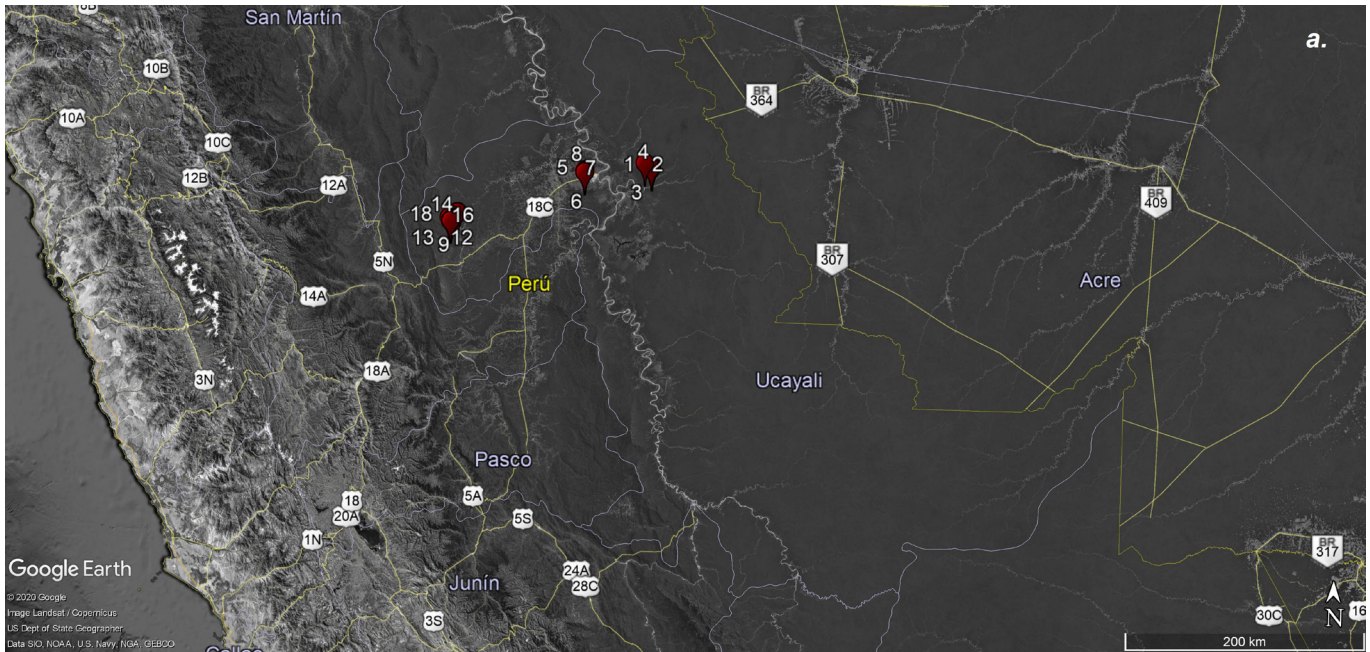 8B
San Martín
a.
10B
BR
364
10A
10C
8
4
5
7
1
2
12B
12A
3
BR
409
6
14
18
16
18C
13
9
12
5N
BR
307
Perú
Acre
14A
3N
18A
Ucayali
Pasco
5A
18
20A
5S
1N
BR
317
Google Earth
24A
28C
Junín
© 2020 Google
Image Landsat / Copernicus
US Dept of State Geographer
Data SIO, NOAA, U.S. Navy, NGA, GEBCO
3S
30C
N
16
200 km
Callao